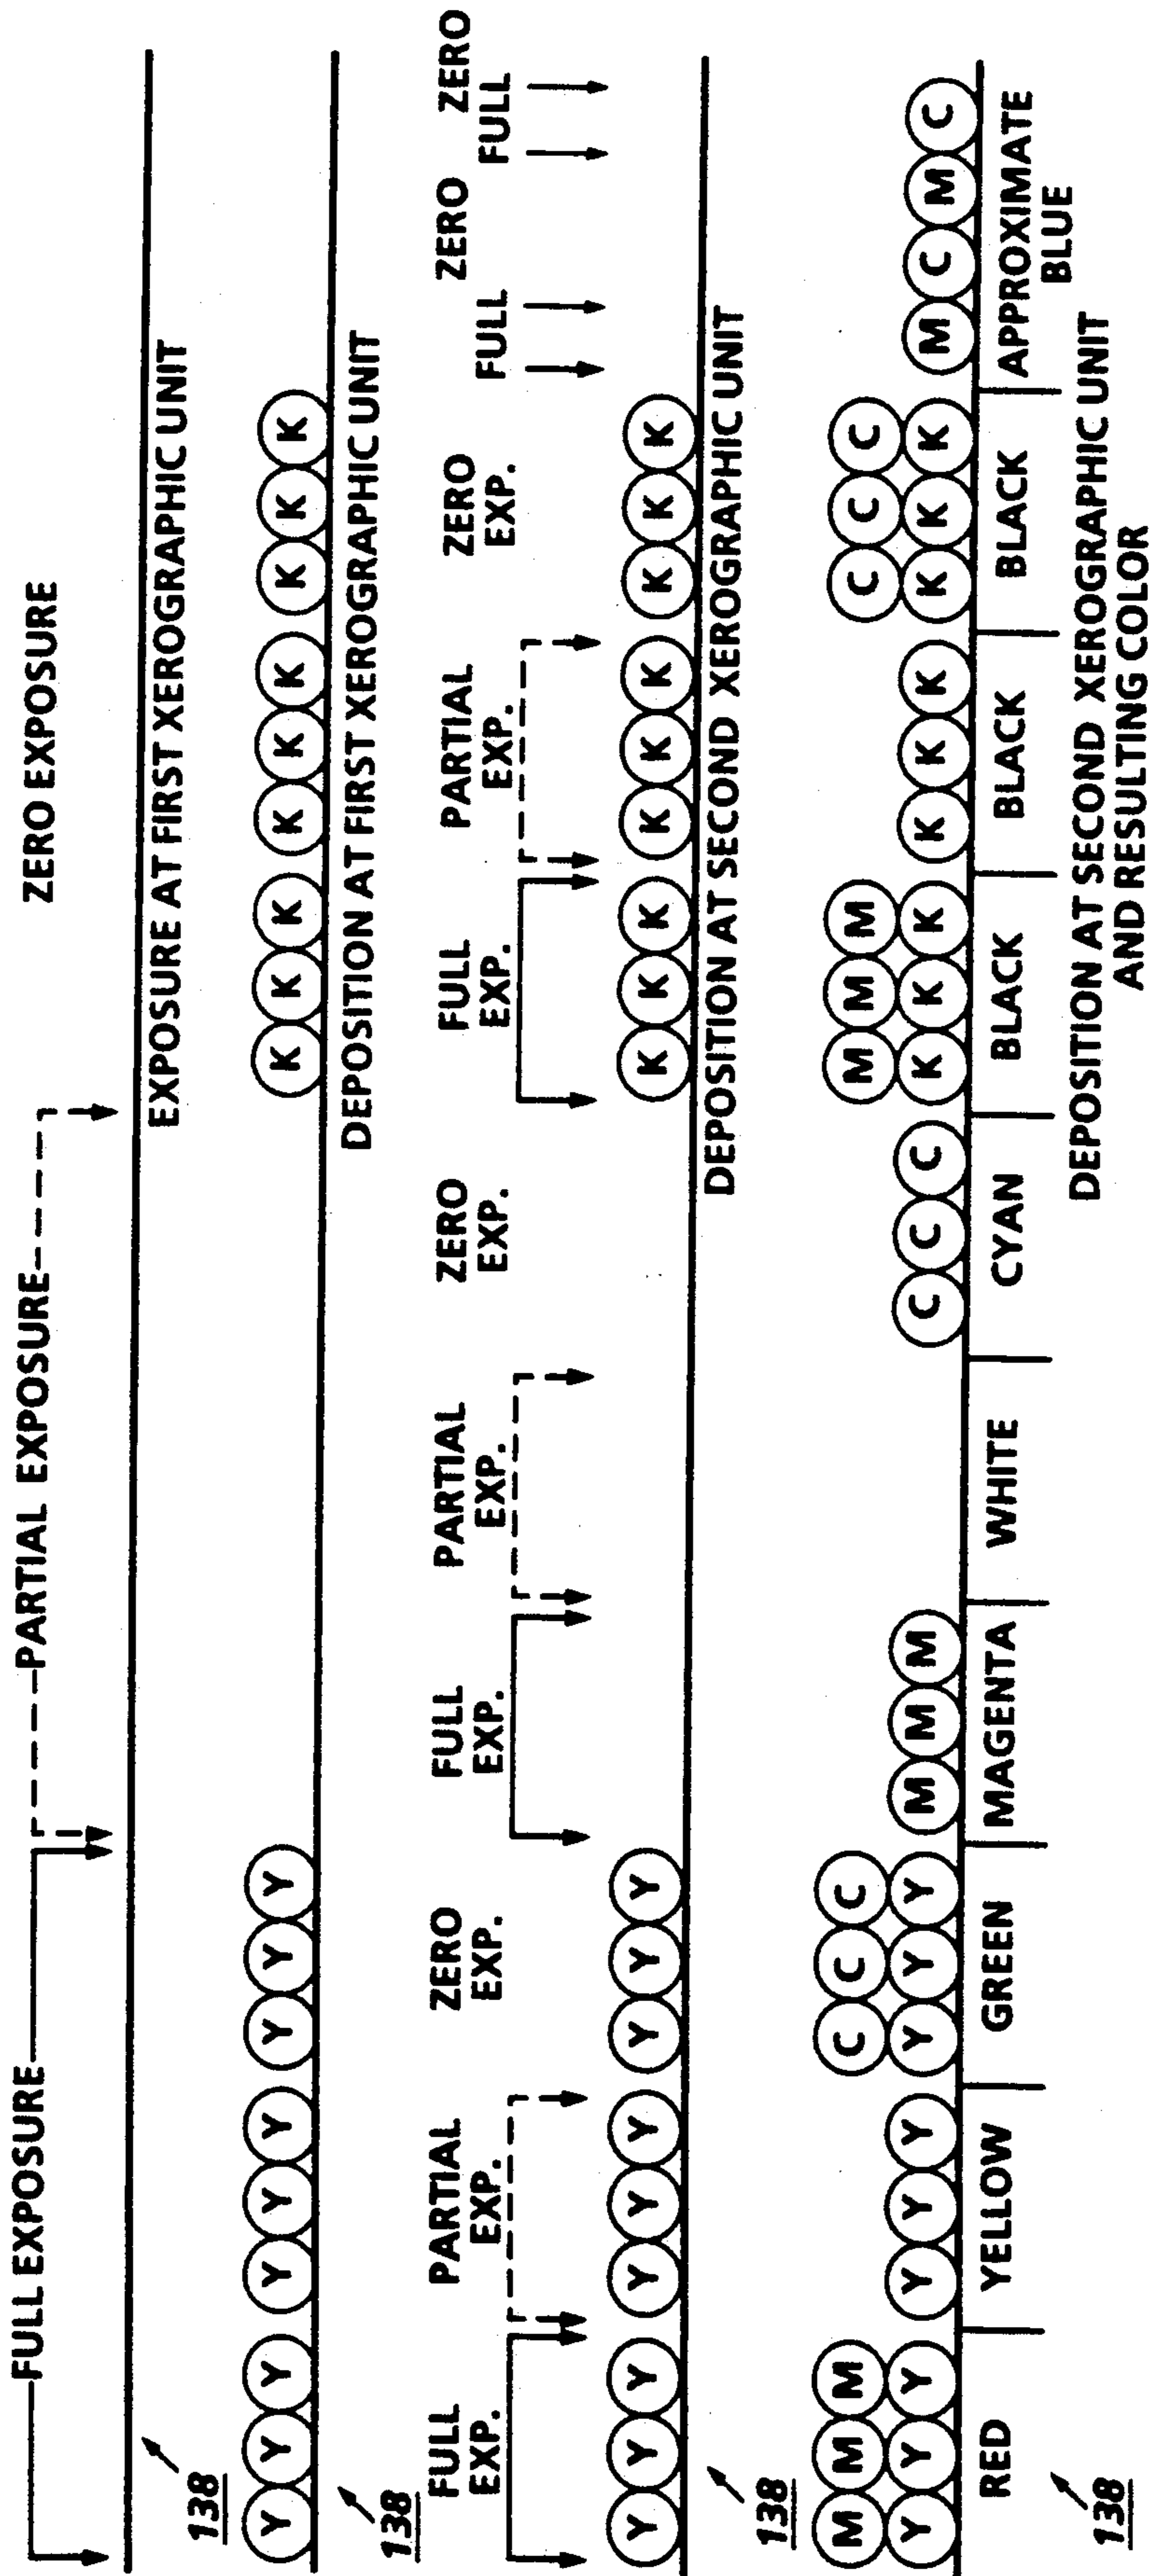 FULL EXPOSURE
PARTIAL EXPOSURE
ZERO EXPOSURE
138
EXPOSURE AT FIRST XEROGRAPHIC UNIT
Y Y Y Y Y Y Y Y Y K K K K K K K K K
138
DEPOSITION AT FIRST XEROGRAPHIC UNIT
FULL EXP.
PARTIAL EXP.
ZERO EXP.
FULL EXP.
PARTIAL EXP.
ZERO EXP.
FULL EXP.
PARTIAL EXP.
ZERO EXP.
FULL
ZERO
FULL
ZERO
Y Y Y Y Y Y Y Y Y K K K K K K K K K
138
DEPOSITION AT SECOND XEROGRAPHIC UNIT
M M M C C C M M M C C C
Y Y Y Y Y Y Y Y Y M M M C C C K K K K K K K K K M C M C
RED
YELLOW
GREEN
MAGENTA
WHITE
CYAN
BLACK
BLACK
BLACK
APPROXIMATE
BLUE
138
DEPOSITION AT SECOND XEROGRAPHIC UNIT
AND RESULTING COLOR